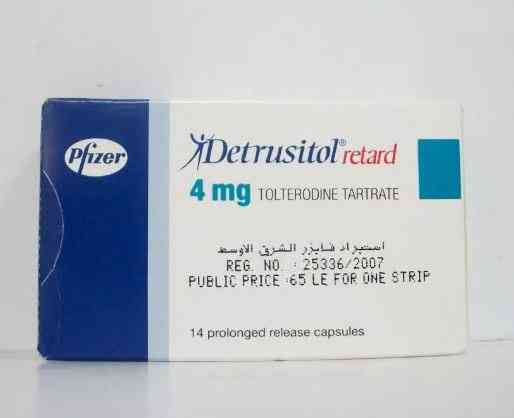 Pfizer
Detrusitol® retard
4 mg TOLTERODINE TARTRATE
استيراد فايزر الشرق الاوسط
REG. NO. : 25336/2007
PUBLIC PRICE :65 LE FOR ONE STRIP
14 prolonged release capsules